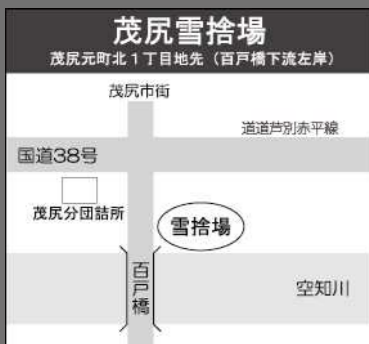 茂尻雪捨場
茂尻元町北1丁目地先（百戸橋下流左岸）
茂尻市街
道道芦別赤平線
国道38号
茂尻分団詰所
雪捨場
百戸橋
空知川